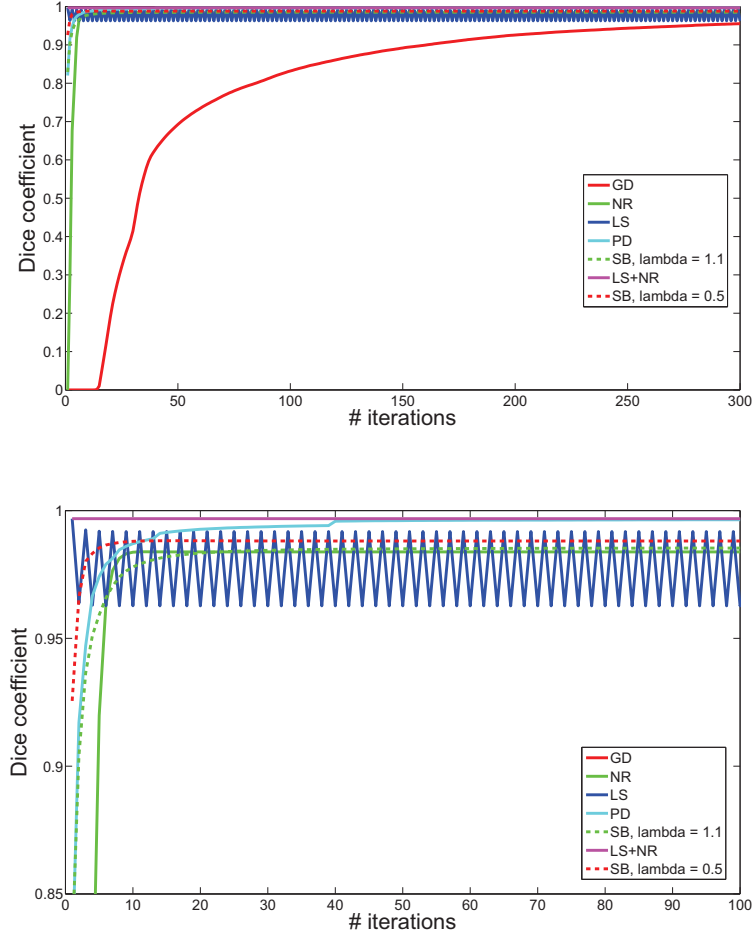 Dice coefficient
1
0.9
0.8
0.7
0.6
0.5
0.4
0.3
0.2
0.1
0
0 50 100 150 200 250 300
# iterations
GD
NR
LS
PD
SB, lambda = 1.1
LS+NR
SB, lambda = 0.5
Dice coefficient
1
0.95
0.9
0.85
0 10 20 30 40 50 60 70 80 90 100
# iterations
GD
NR
LS
PD
SB, lambda = 1.1
LS+NR
SB, lambda = 0.5